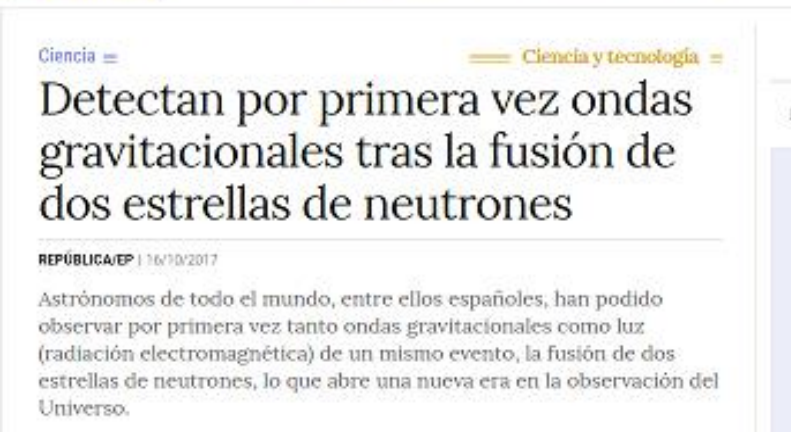 Ciencia
Ciencia y tecnología
Detectan por primera vez ondas
gravitacionales tras la fusión de
dos estrellas de neutrones
REPÚBLICA/EP | 16/10/2017
Astrónomos de todo el mundo, entre ellos españoles, han podido
observar por primera vez tanto ondas gravitacionales como luz
(radiación electromagnética) de un mismo evento, la fusión de dos
estrellas de neutrones, lo que abre una nueva era en la observación del
Universo.